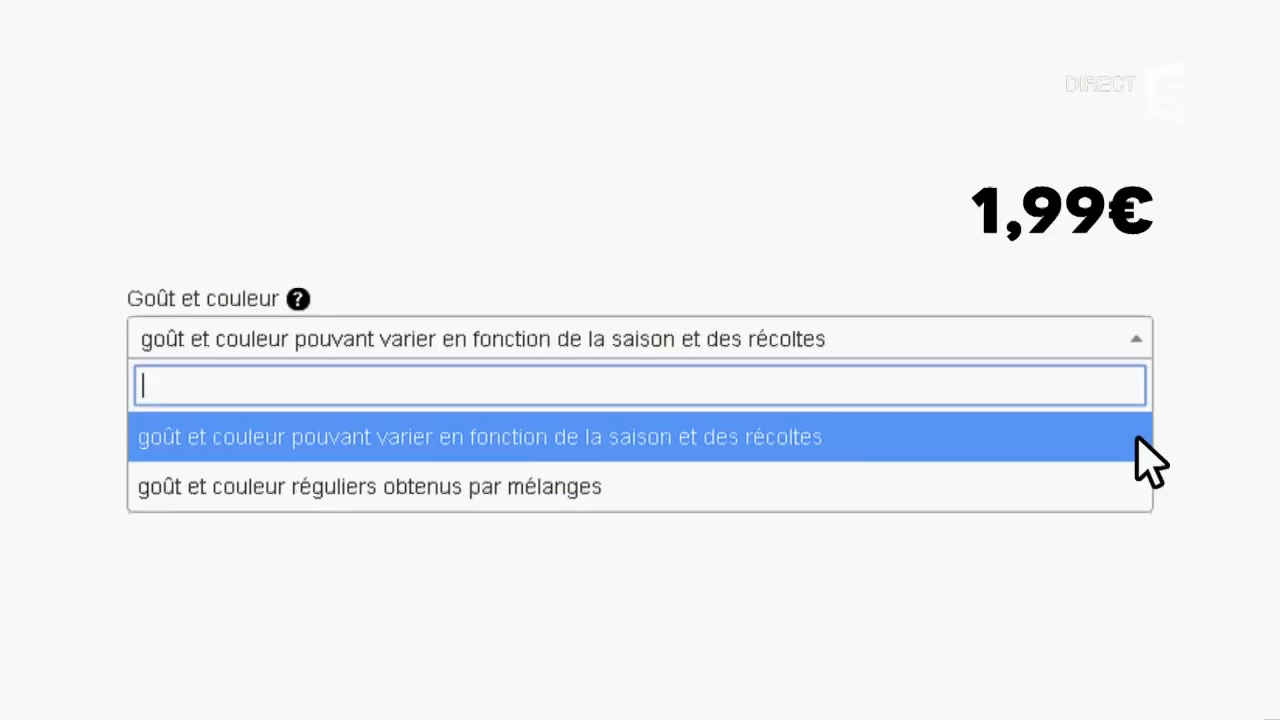 DIRECT
1,99€
Goût et couleur ?
goût et couleur pouvant varier en fonction de la saison et des récoltes
goût et couleur pouvant varier en fonction de la saison et des récoltes
goût et couleur réguliers obtenus par mélanges